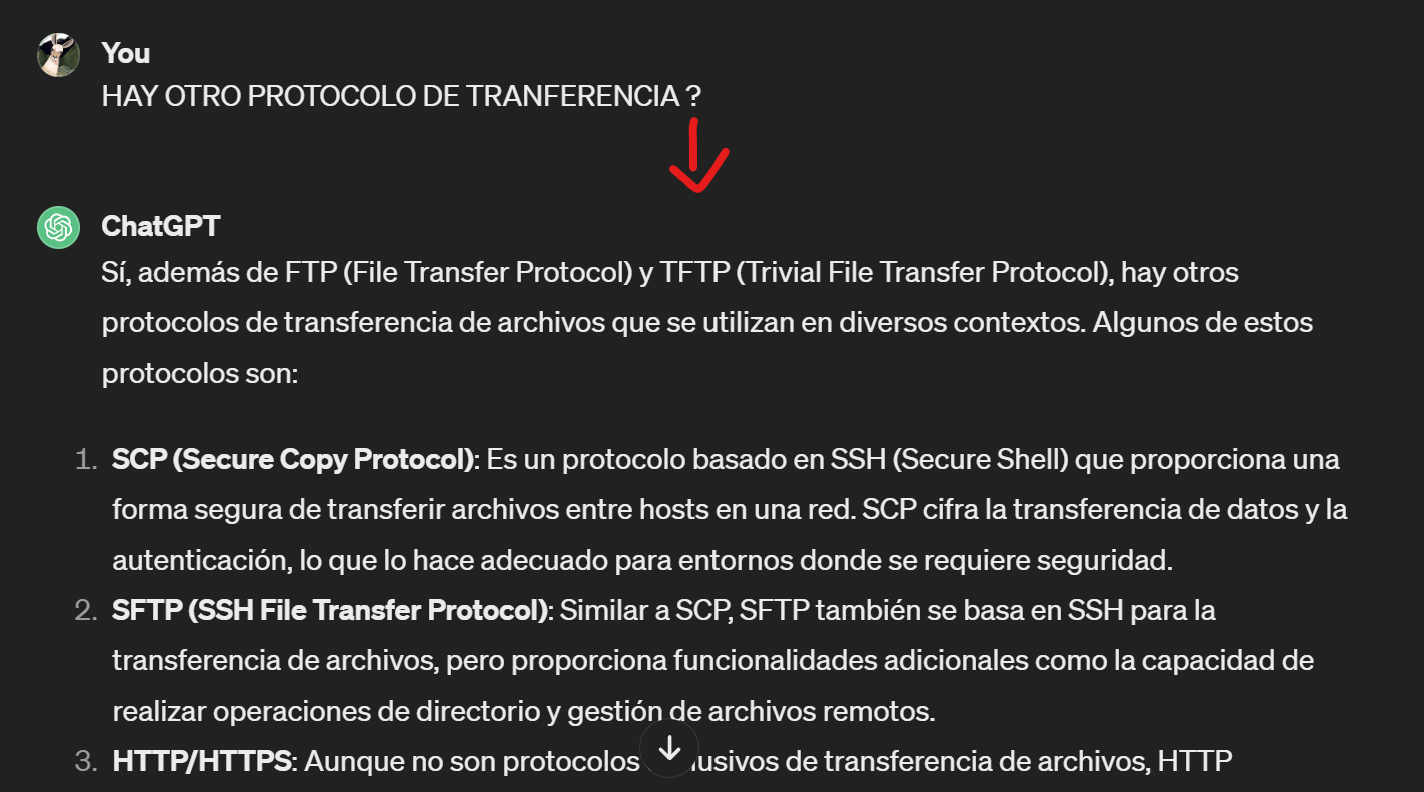 You
HAY OTRO PROTOCOLO DE TRANFERENCIA ?
ChatGPT
Sí, además de FTP (File Transfer Protocol) y TFTP (Trivial File Transfer Protocol), hay otros
protocolos de transferencia de archivos que se utilizan en diversos contextos. Algunos de estos
protocolos son:
1. SCP (Secure Copy Protocol): Es un protocolo basado en SSH (Secure Shell) que proporciona una
forma segura de transferir archivos entre hosts en una red. SCP cifra la transferencia de datos y la
autenticación, lo que lo hace adecuado para entornos donde se requiere seguridad.
2. SFTP (SSH File Transfer Protocol): Similar a SCP, SFTP también se basa en SSH para la
transferencia de archivos, pero proporciona funcionalidades adicionales como la capacidad de
realizar operaciones de directorio y gestión de archivos remotos.
3. HTTP/HTTPS: Aunque no son protocolos de transferencia de archivos, HTTP